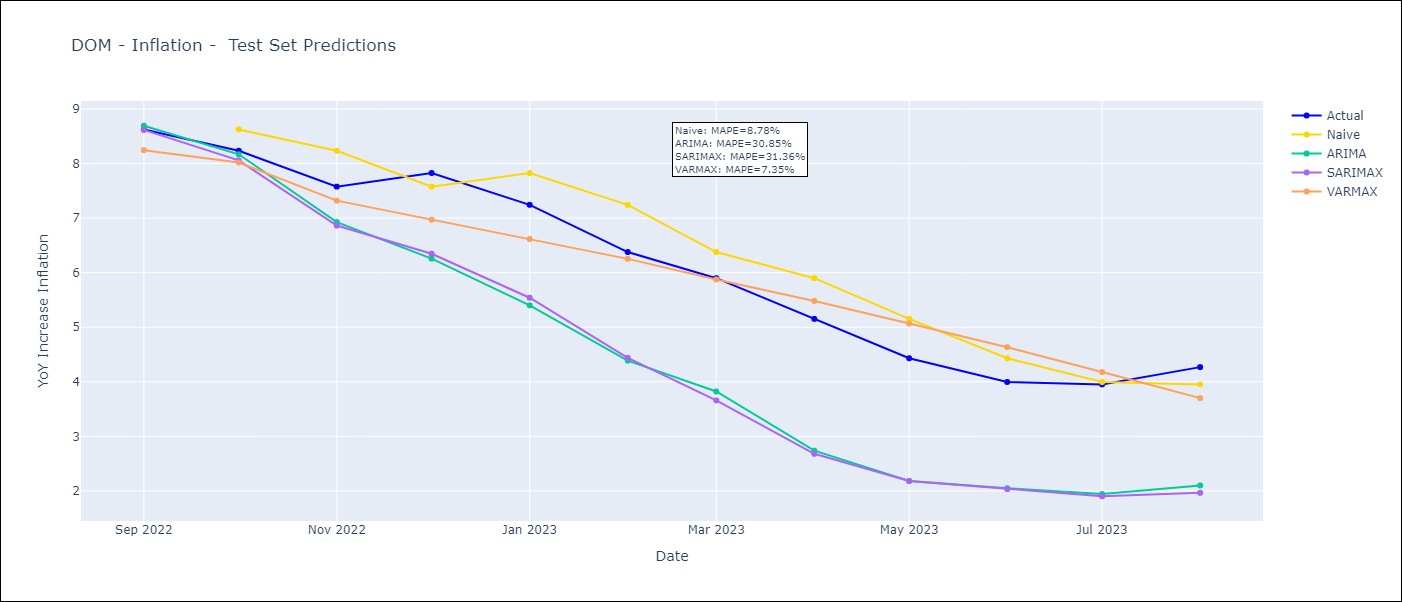 DOM - Inflation -  Test Set Predictions
Actual
Naive
ARIMA
SARIMAX
VARMAX
Naive: MAPE=8.78%
ARIMA: MAPE=30.85%
SARIMAX: MAPE=31.36%
VARMAX: MAPE=7.35%
YoY Increase Inflation
9
8
7
6
5
4
3
2
Sep 2022
Nov 2022
Jan 2023
Mar 2023
May 2023
Jul 2023
Date